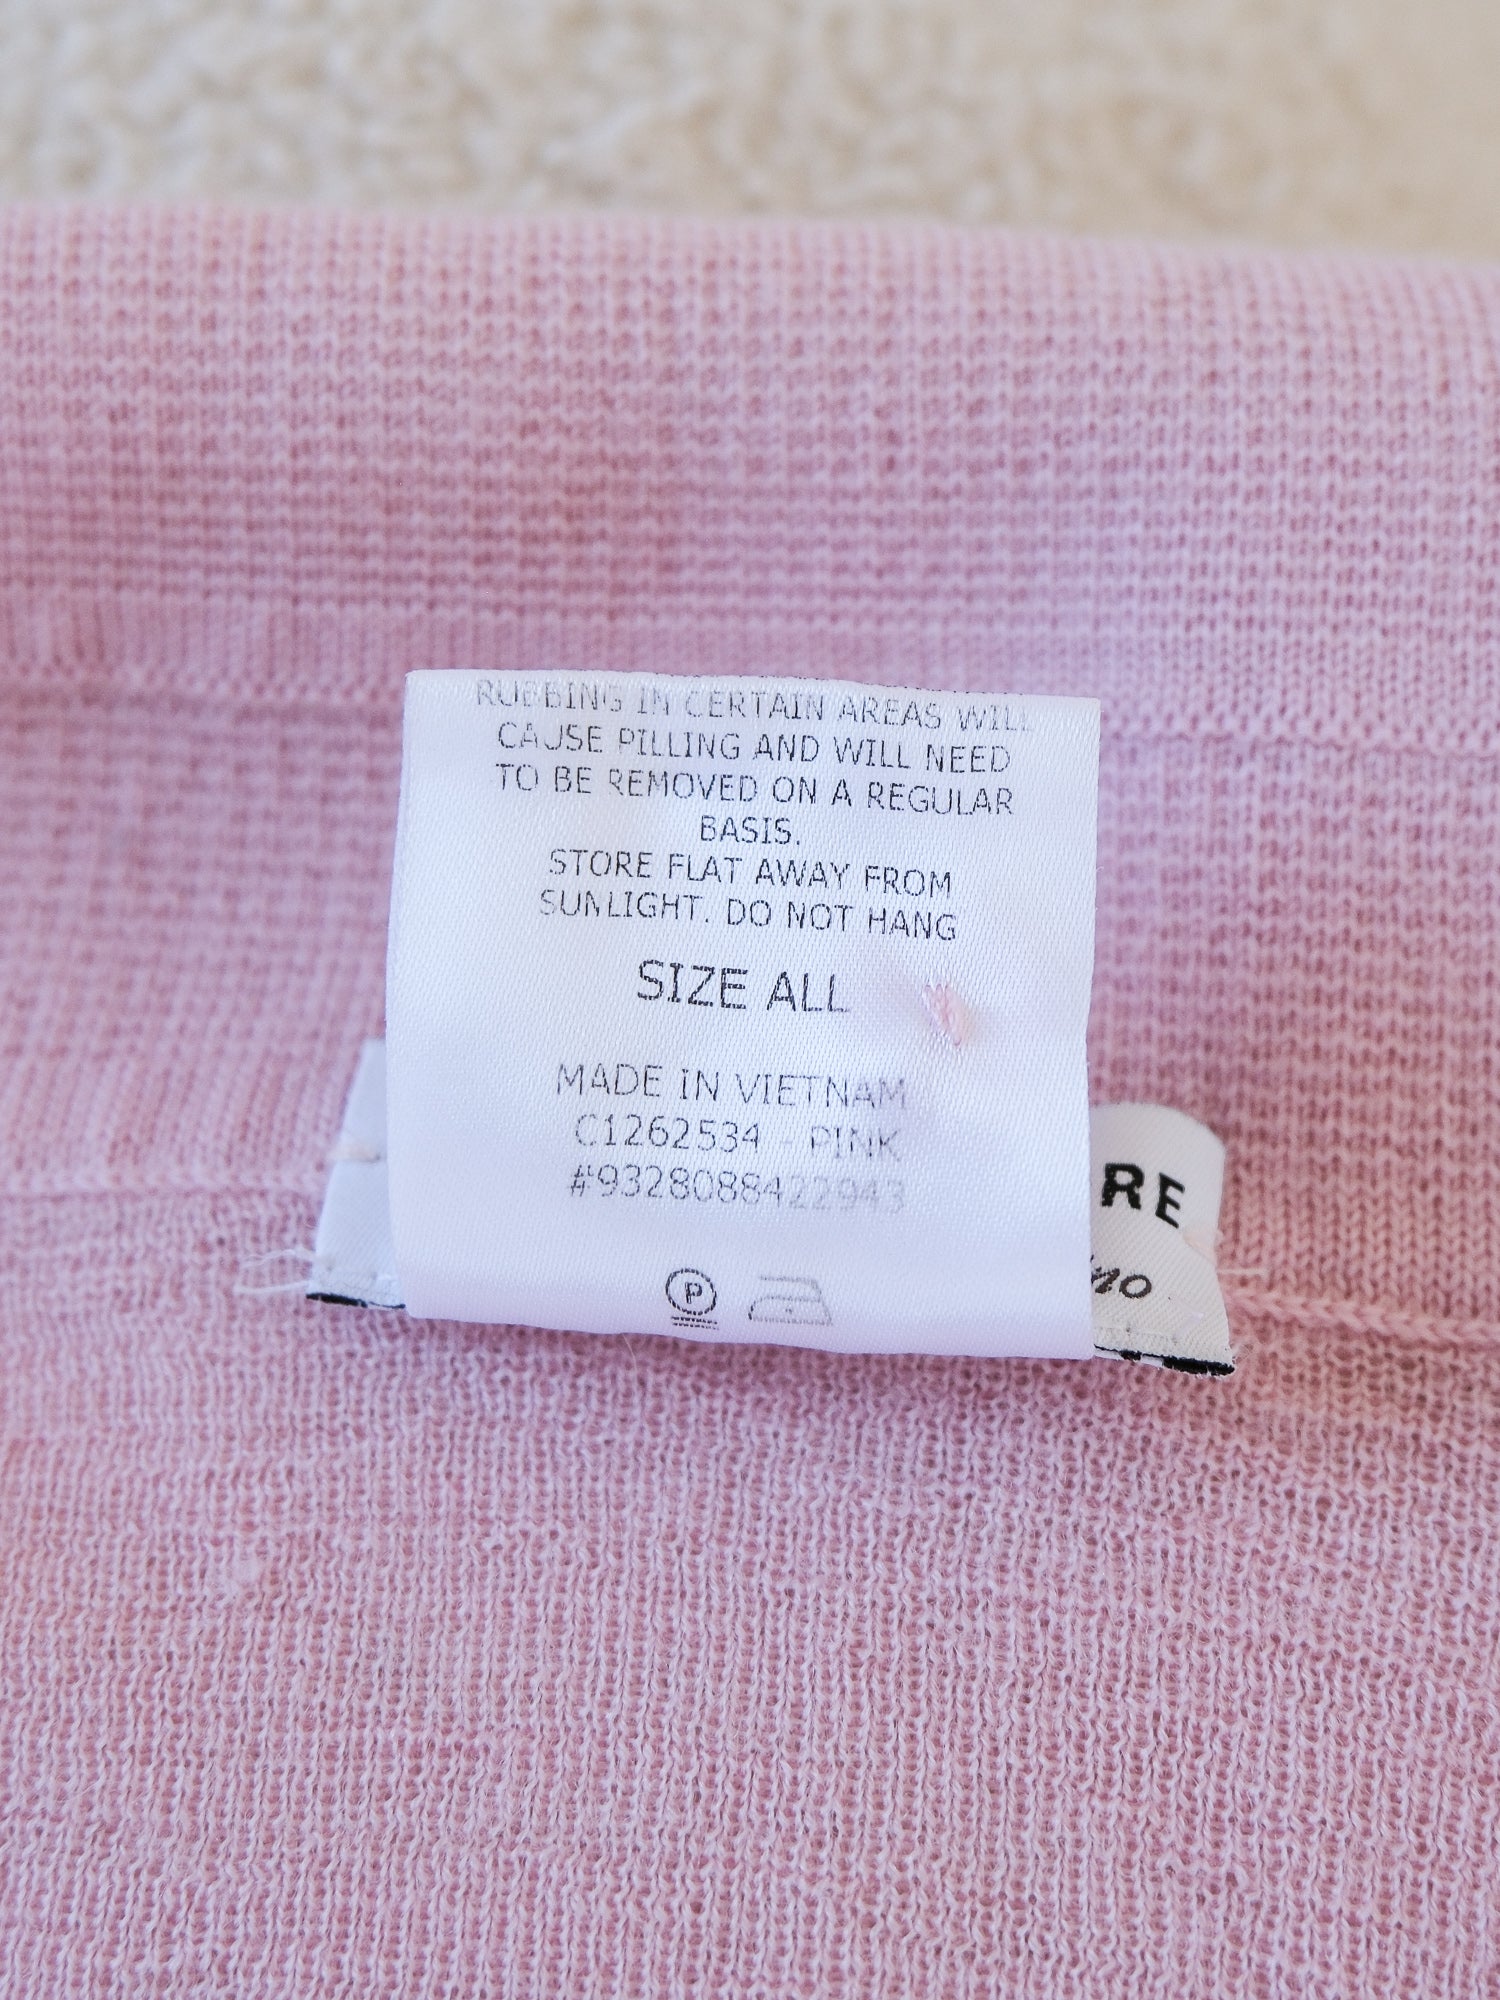 RUBBING IN CERTAIN AREAS WILL
CAUSE PILLING AND WILL NEED
TO BE REMOVED ON A REGULAR
BASIS.
STORE FLAT AWAY FROM
SUNLIGHT. DO NOT HANG
SIZE ALL
MADE IN VIETNAM
C1262534 - PINK
#9328088422943
P
RE
no